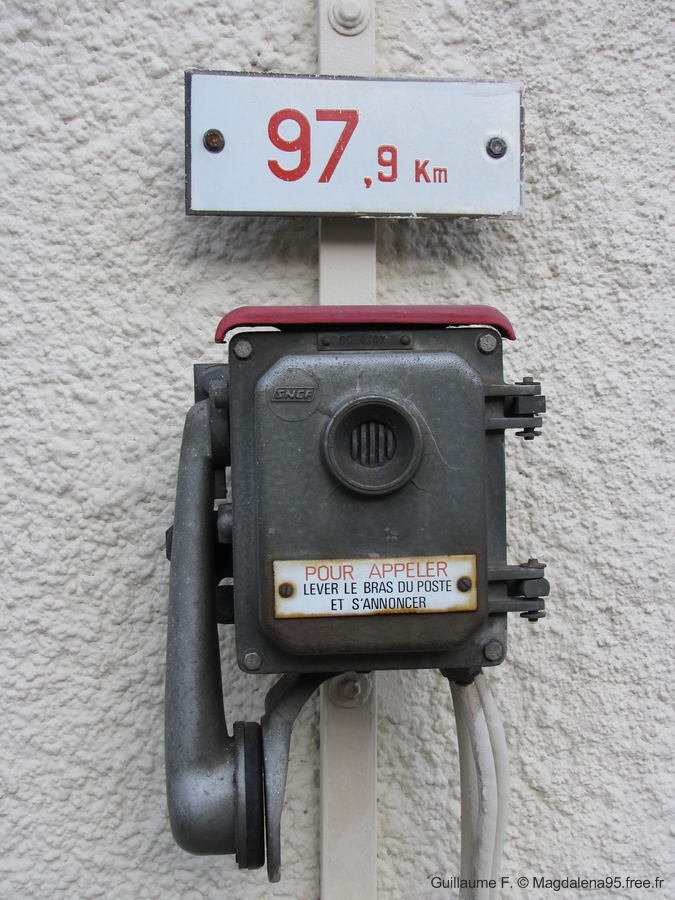 97,9 Km
SNCF
POUR APPELER
LEVER LE BRAS DU POSTE
ET S'ANNONCER
Guillaume F. © Magdalena95.free.fr